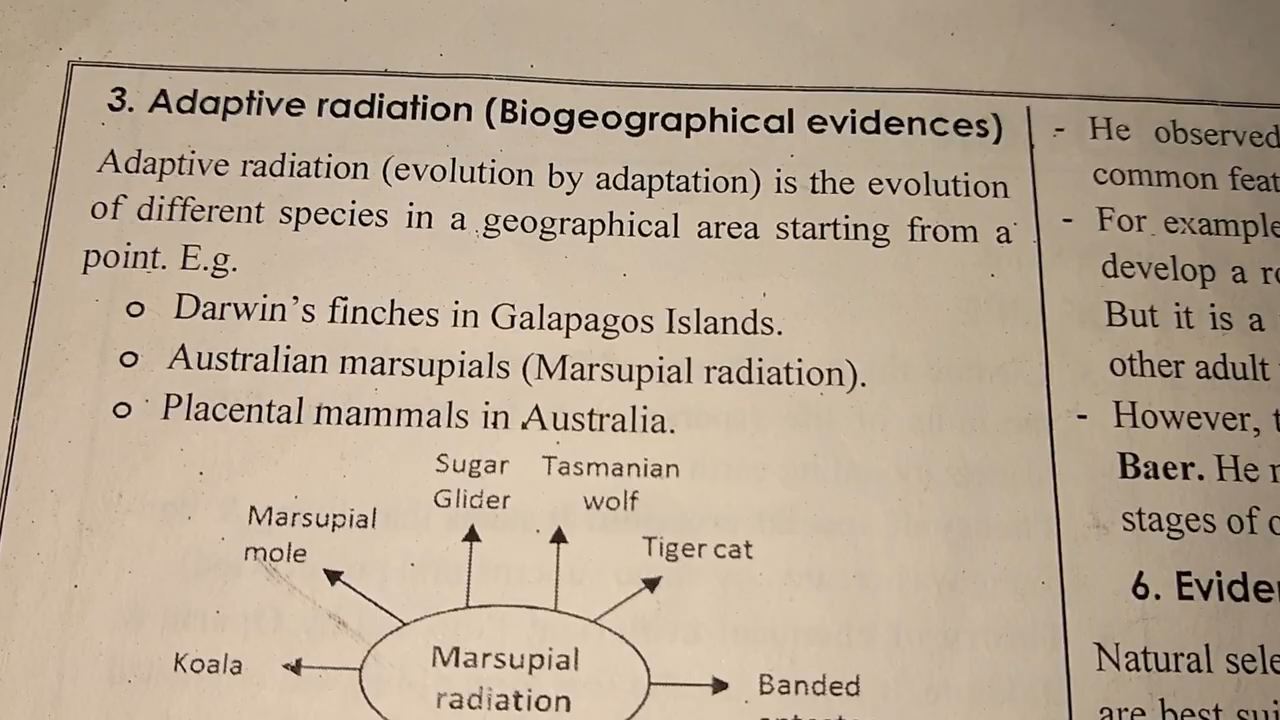 3. Adaptive radiation (Biogeographical evidences)
Adaptive radiation (evolution by adaptation) is the evolution
of different species in a geographical area starting from a
point. E.g.
o Darwin's finches in Galapagos Islands.
o Australian marsupials (Marsupial radiation).
o Placental mammals in Australia.
Sugar
Glider
Tasmanian
wolf
Marsupial
mole
Tiger cat
Koala
Marsupial
radiation
Banded
- He observed
common
- For example
develop a
But it is a
other adult
- However,
Baer. He
stages of
6.
Natural
are best